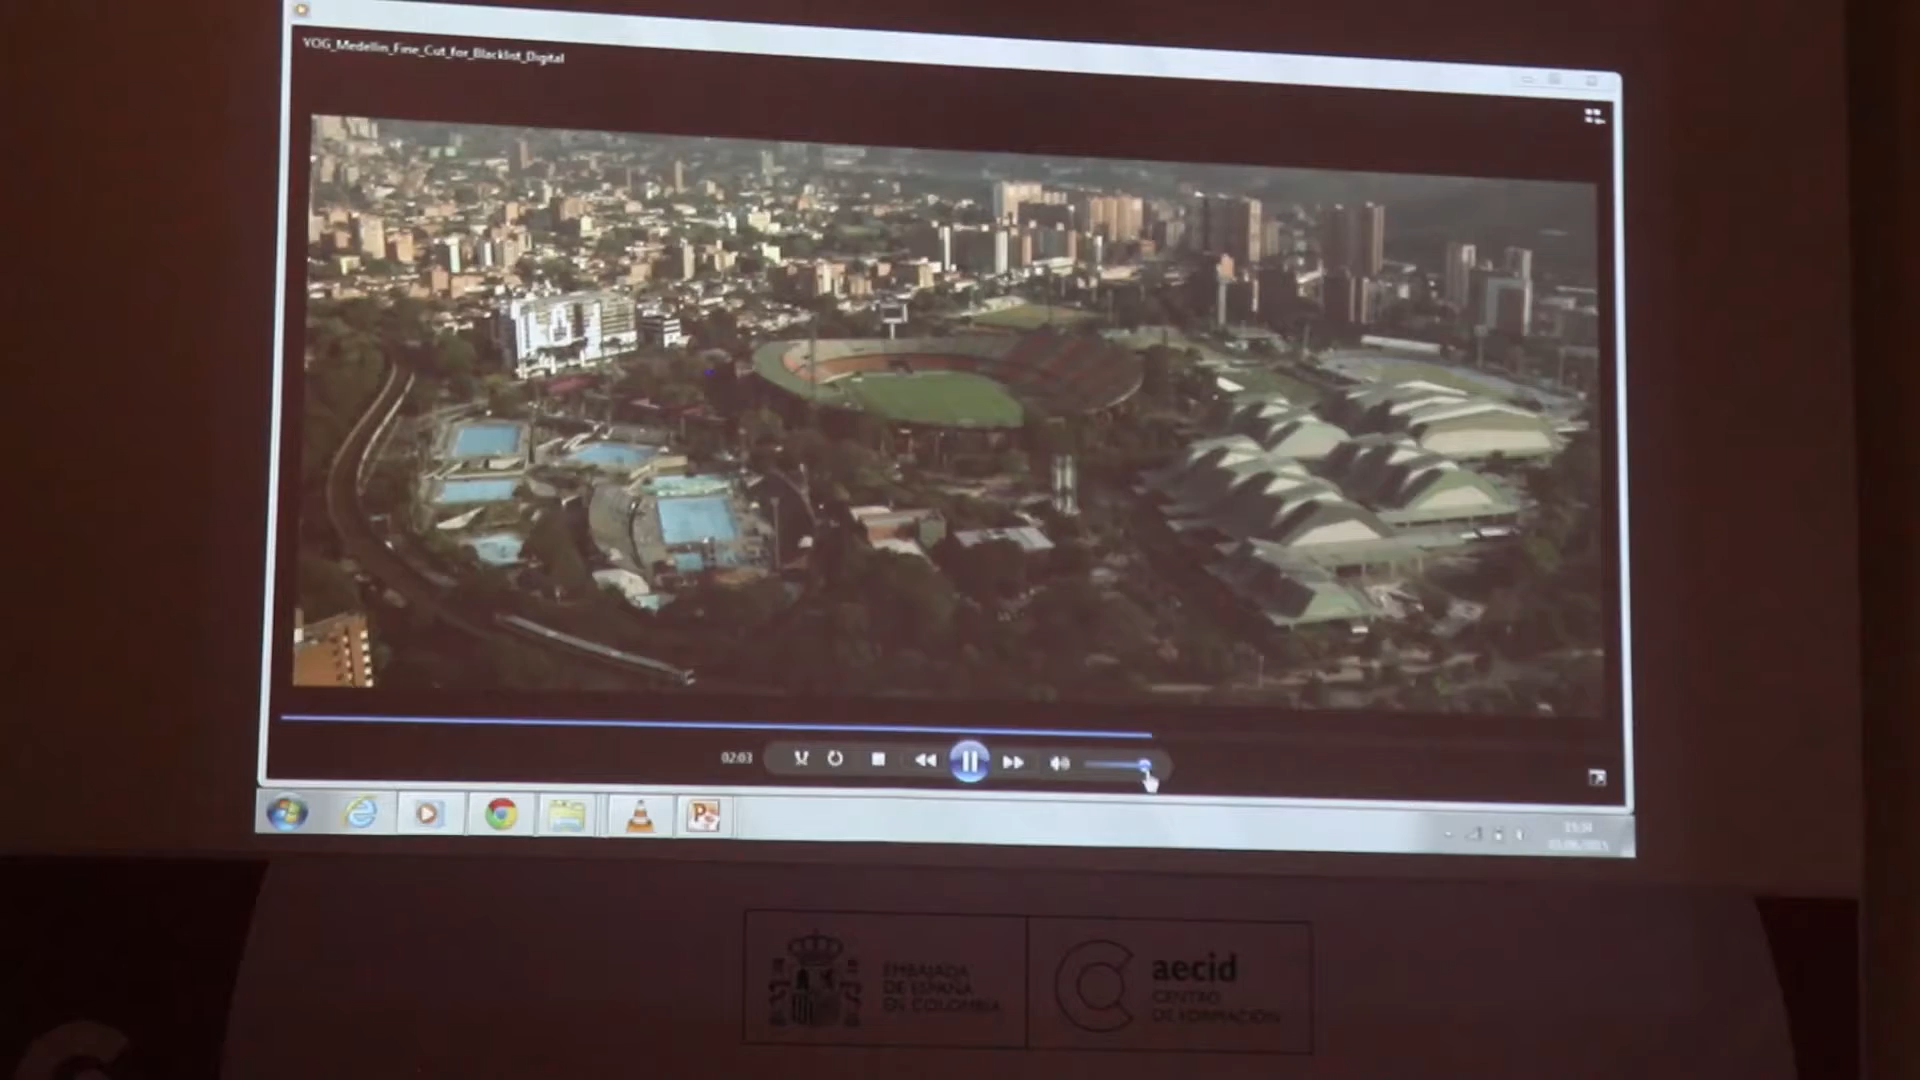 YOG_Medellin_Fine_Cut_for_Blacklist_Digital
02:03
EMBAJADA
DE ESPAÑA
EN COLOMBIA
aecid
CENTRO
DE FORMACIÓN